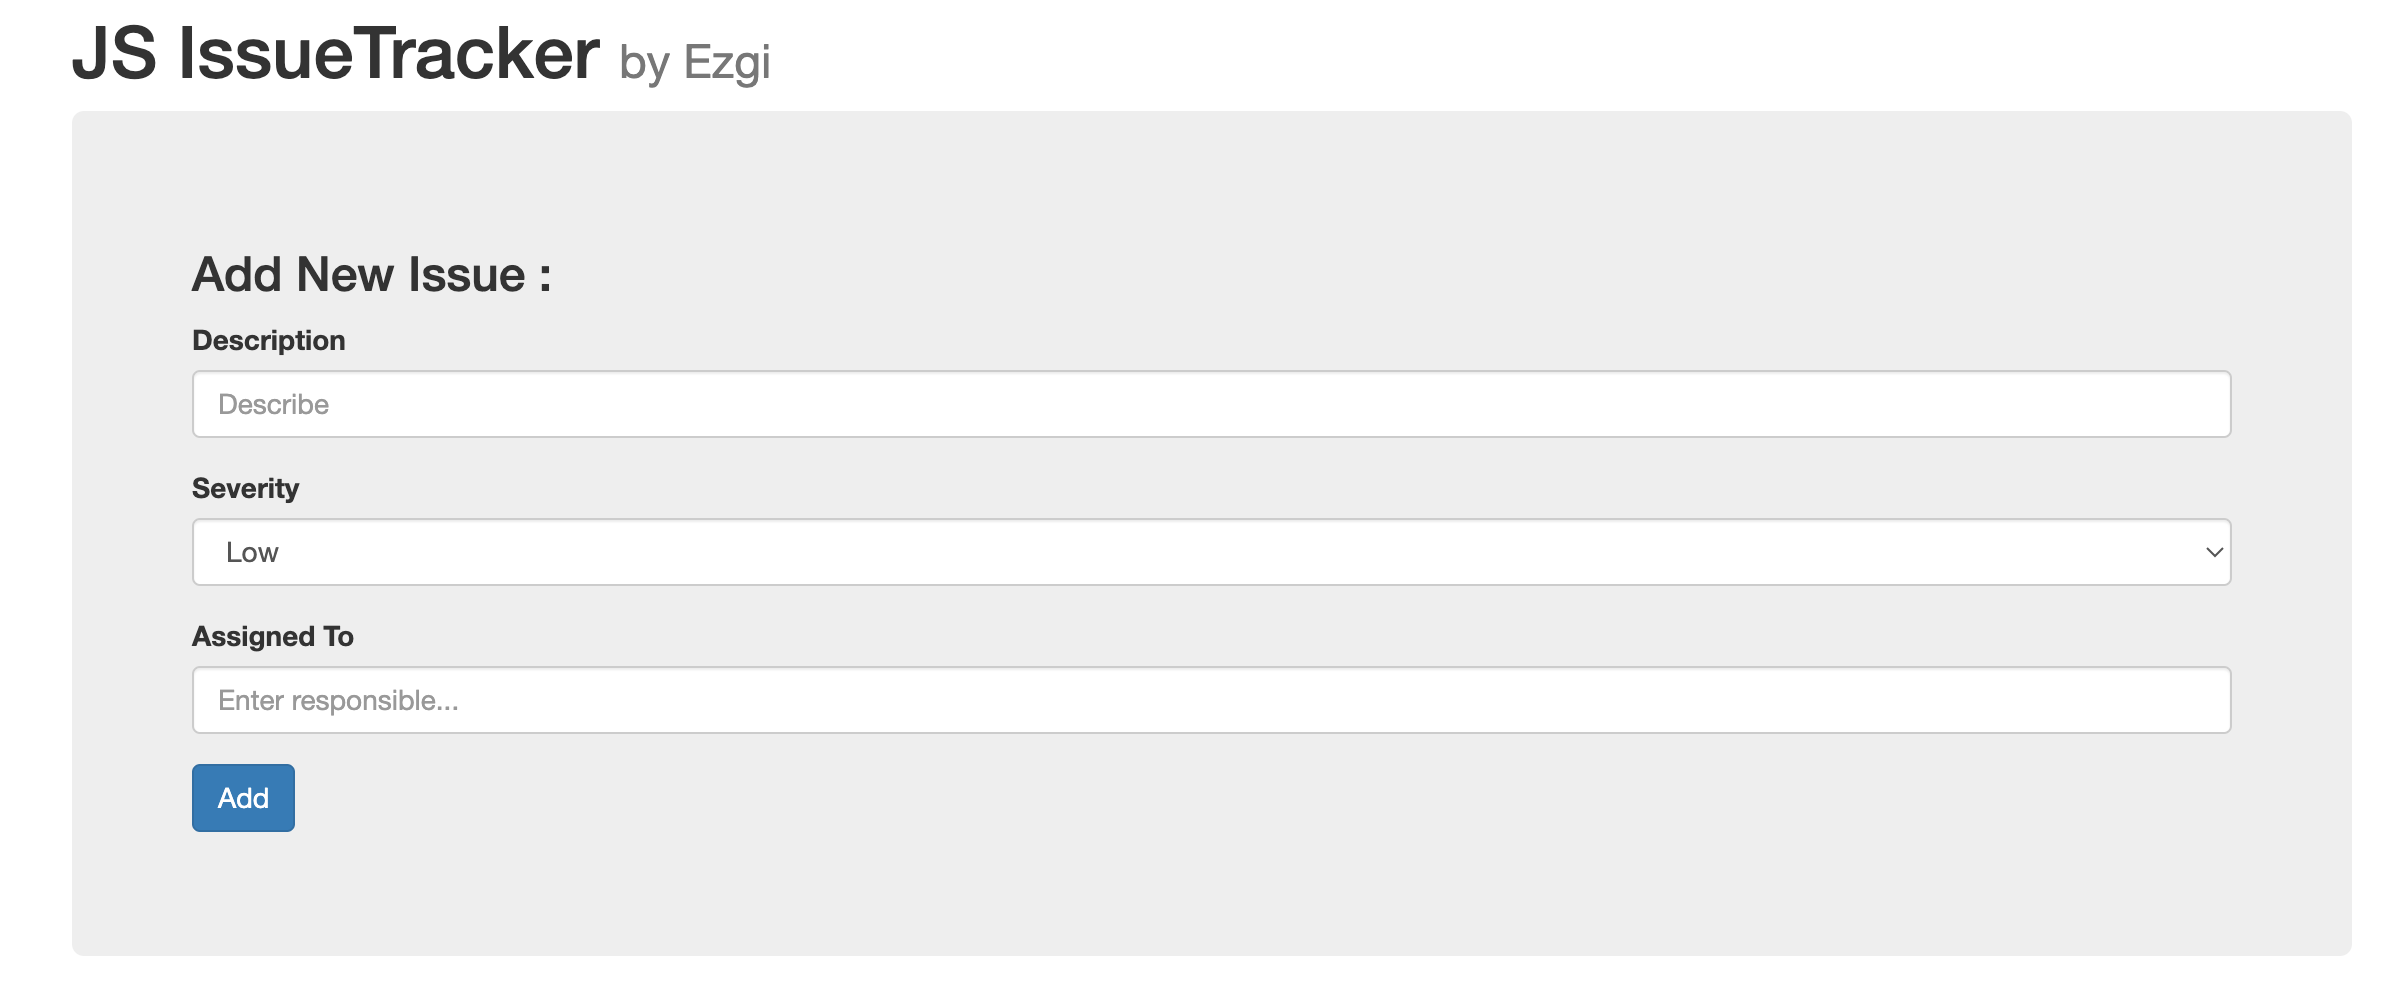 JS IssueTracker by Ezgi
Add New Issue :
Description
Describe
Severity
Low
Assigned To
Enter responsible...
Add